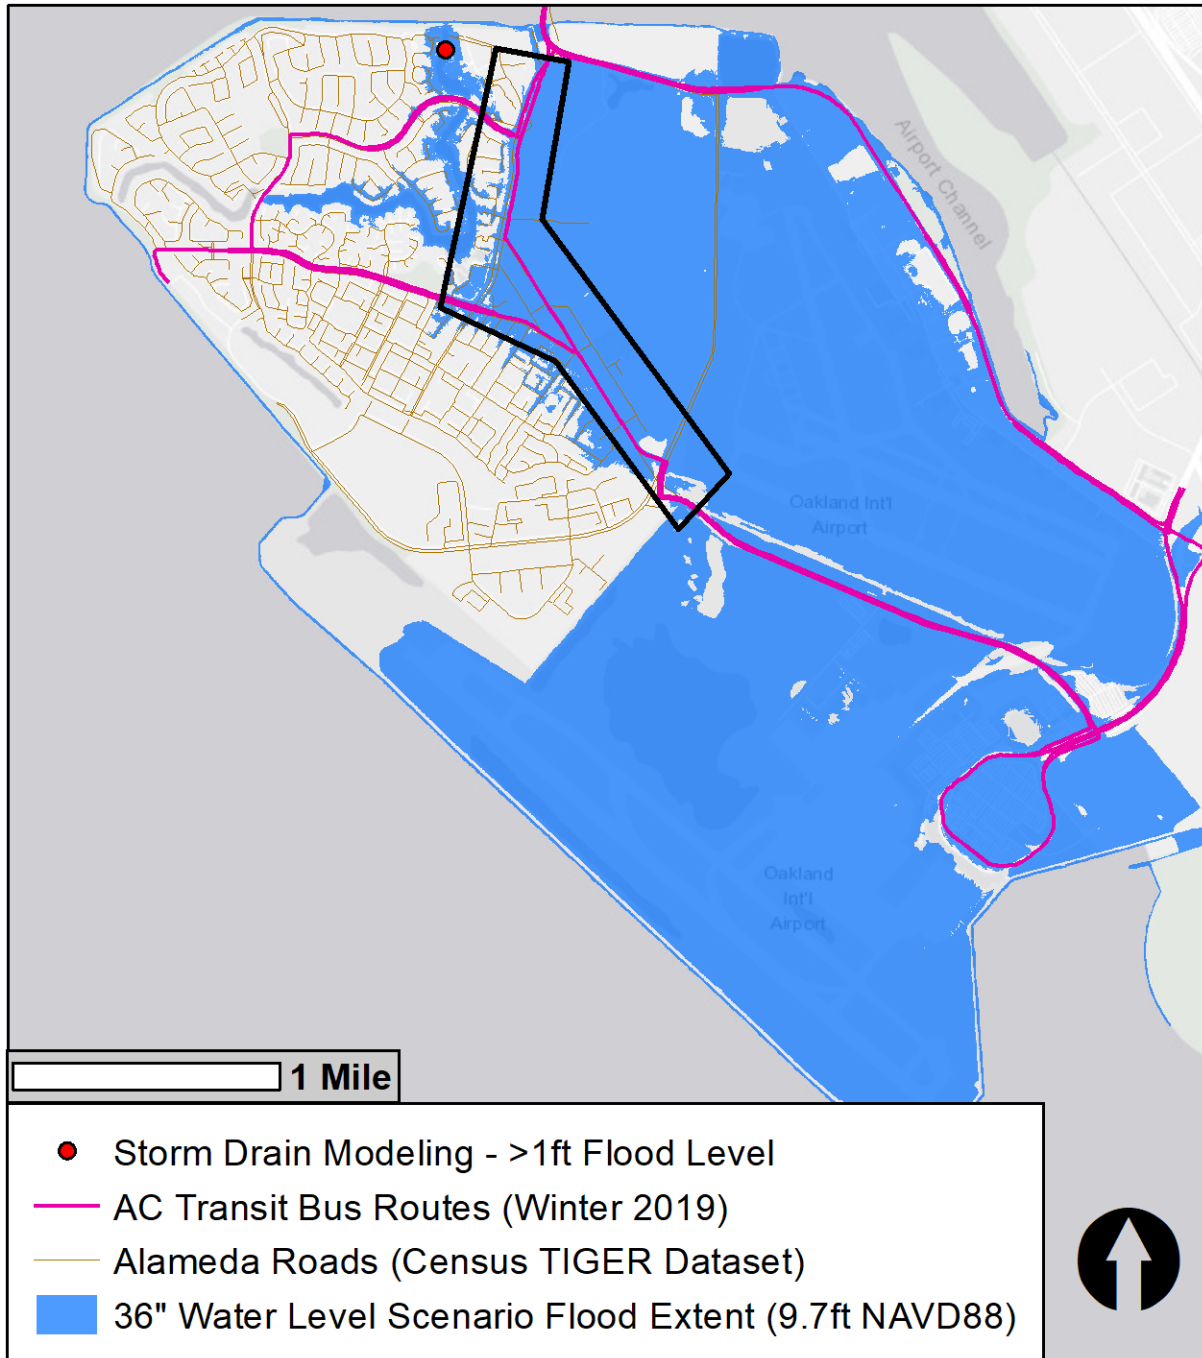 Airport Channel
Oakland Int'l
Airport
Oakland
Int'l
Airport
1 Mile
Storm Drain Modeling - >1ft Flood Level
AC Transit Bus Routes (Winter 2019)
Alameda Roads (Census TIGER Dataset)
36" Water Level Scenario Flood Extent (9.7ft NAVD88)